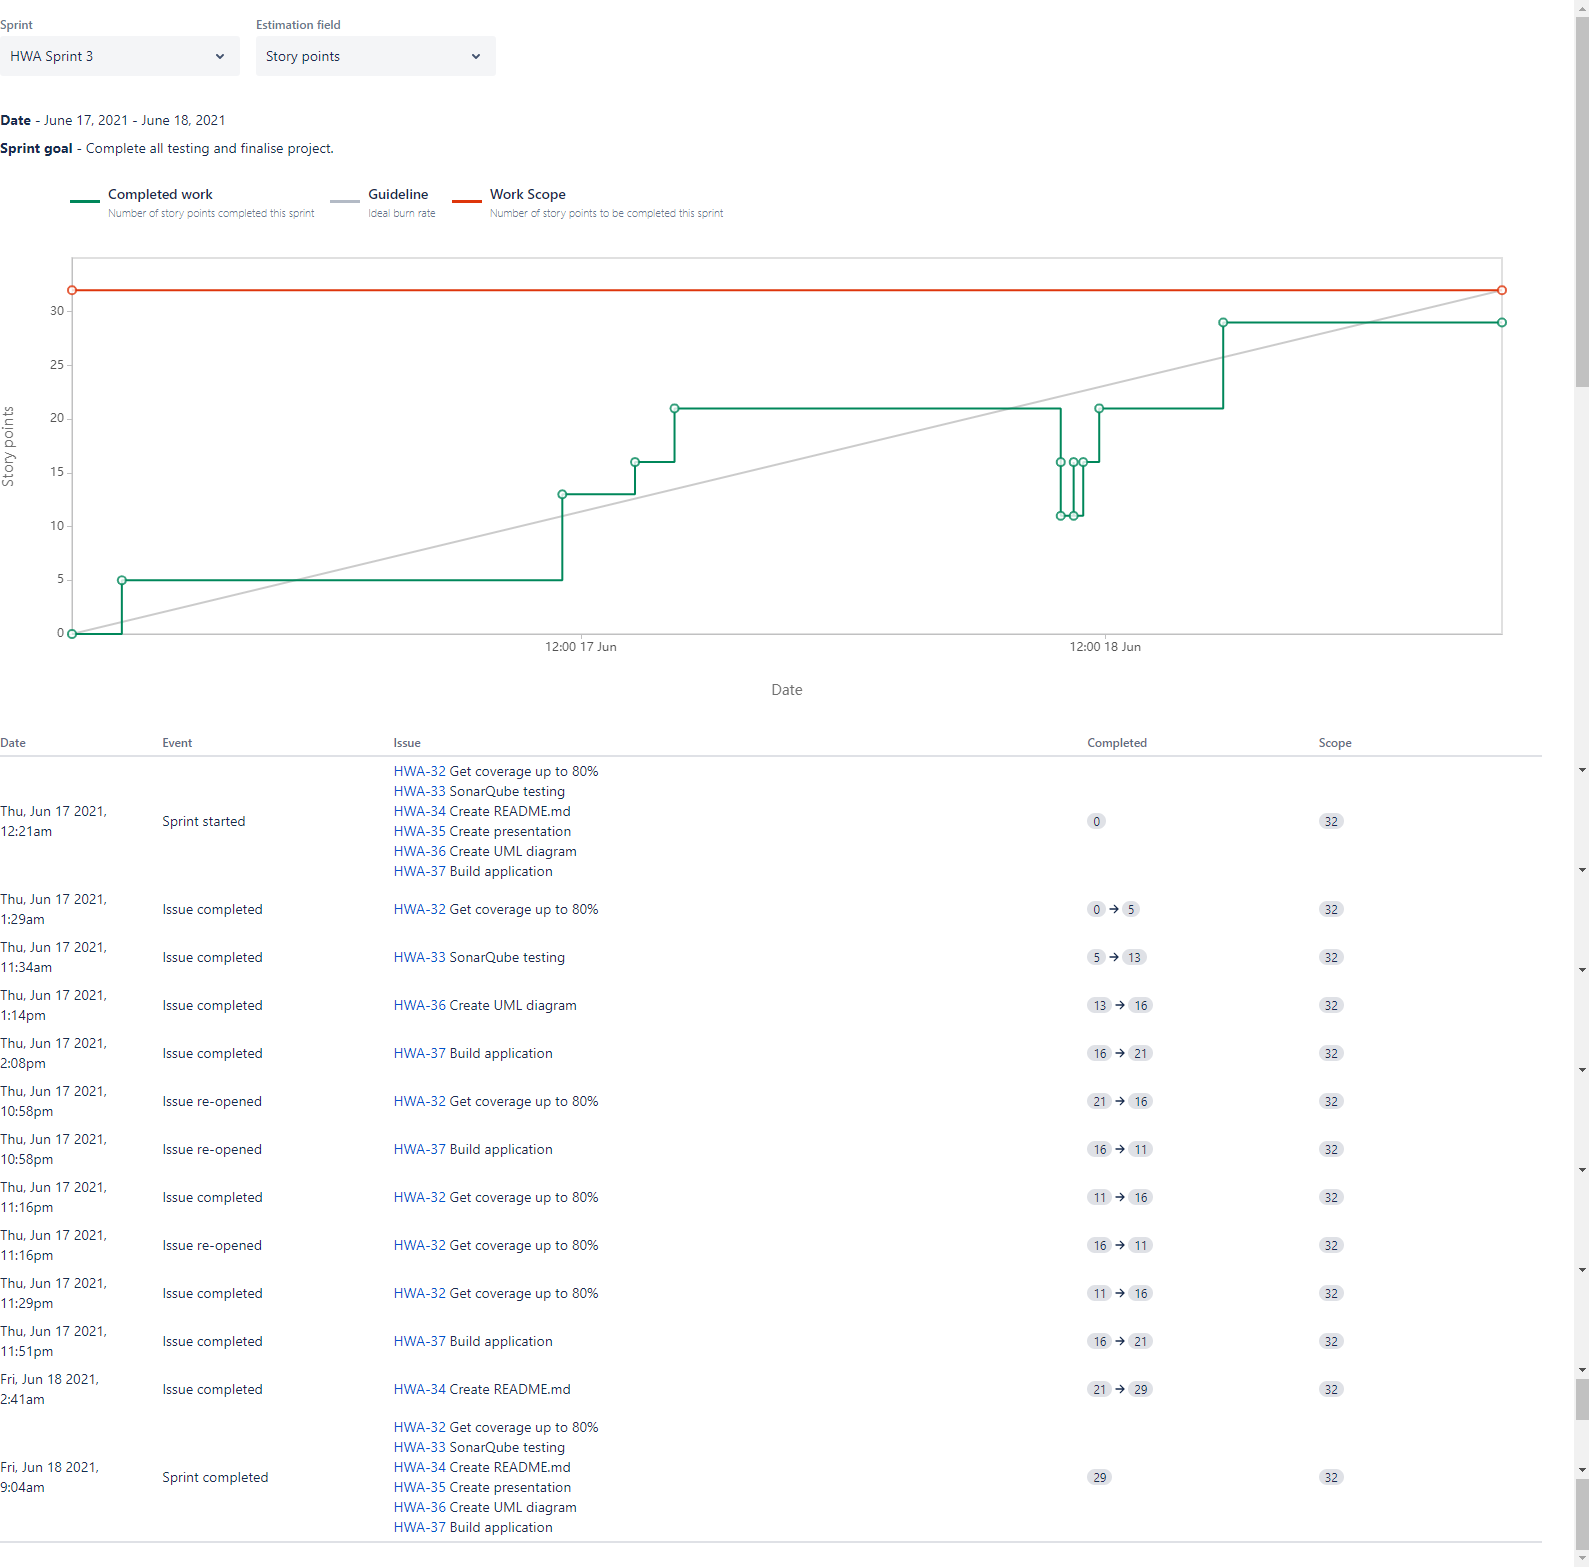 Sprint
Estimation field
HWA Sprint 3
Story points
Date - June 17, 2021 - June 18, 2021
Sprint goal - Complete all testing and finalise project.
Completed work
Number of story points completed this sprint
Guideline
Ideal burn rate
Work Scope
Number of story points to be completed this sprint
30
25
20
15
10
5
0
Story points
12:00 17 Jun
12:00 18 Jun
Date
Date Event Issue Completed Scope
HWA-32 Get coverage up to 80%
HWA-33 SonarQube testing
Thu, Jun 17 2021, HWA-34 Create README.md
Sprint started 0 32
12:21am HWA-35 Create presentation
HWA-36 Create UML diagram
HWA-37 Build application
Thu, Jun 17 2021,
Issue completed HWA-32 Get coverage up to 80% 0 → 5 32
1:29am
Thu, Jun 17 2021,
Issue completed HWA-33 SonarQube testing 5 → 13 32
11:34am
Thu, Jun 17 2021,
Issue completed HWA-36 Create UML diagram 13 → 16 32
1:14pm
Thu, Jun 17 2021,
Issue completed HWA-37 Build application 16 → 21 32
2:08pm
Thu, Jun 17 2021,
Issue re-opened HWA-32 Get coverage up to 80% 21 → 16 32
10:58pm
Thu, Jun 17 2021,
Issue re-opened HWA-37 Build application 16 → 11 32
10:58pm
Thu, Jun 17 2021,
Issue completed HWA-32 Get coverage up to 80% 11 → 16 32
11:16pm
Thu, Jun 17 2021,
Issue re-opened HWA-32 Get coverage up to 80% 16 → 11 32
11:16pm
Thu, Jun 17 2021,
Issue completed HWA-32 Get coverage up to 80% 11 → 16 32
11:29pm
Thu, Jun 17 2021,
Issue completed HWA-37 Build application 16 → 21 32
11:51pm
Fri, Jun 18 2021,
Issue completed HWA-34 Create README.md 21 → 29 32
2:41am
HWA-32 Get coverage up to 80%
HWA-33 SonarQube testing
Fri, Jun 18 2021, HWA-34 Create README.md
Sprint completed 29 32
9:04am HWA-35 Create presentation
HWA-36 Create UML diagram
HWA-37 Build application